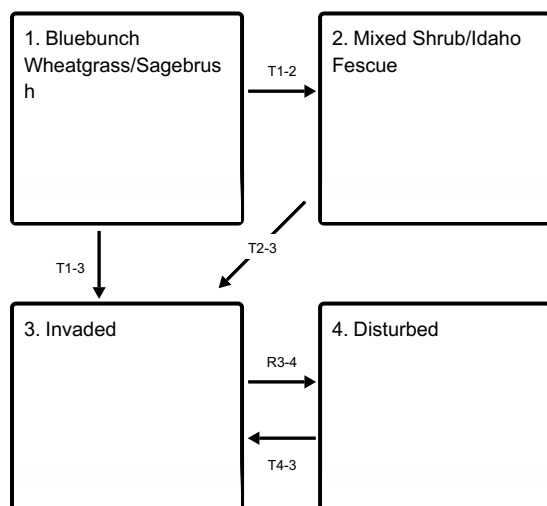 1. Bluebunch
Wheatgrass/Sagebrus
h
T1-2
2. Mixed Shrub/Idaho
Fescue
T1-3
T2-3
3. Invaded
R3-4
T4-3
4. Disturbed